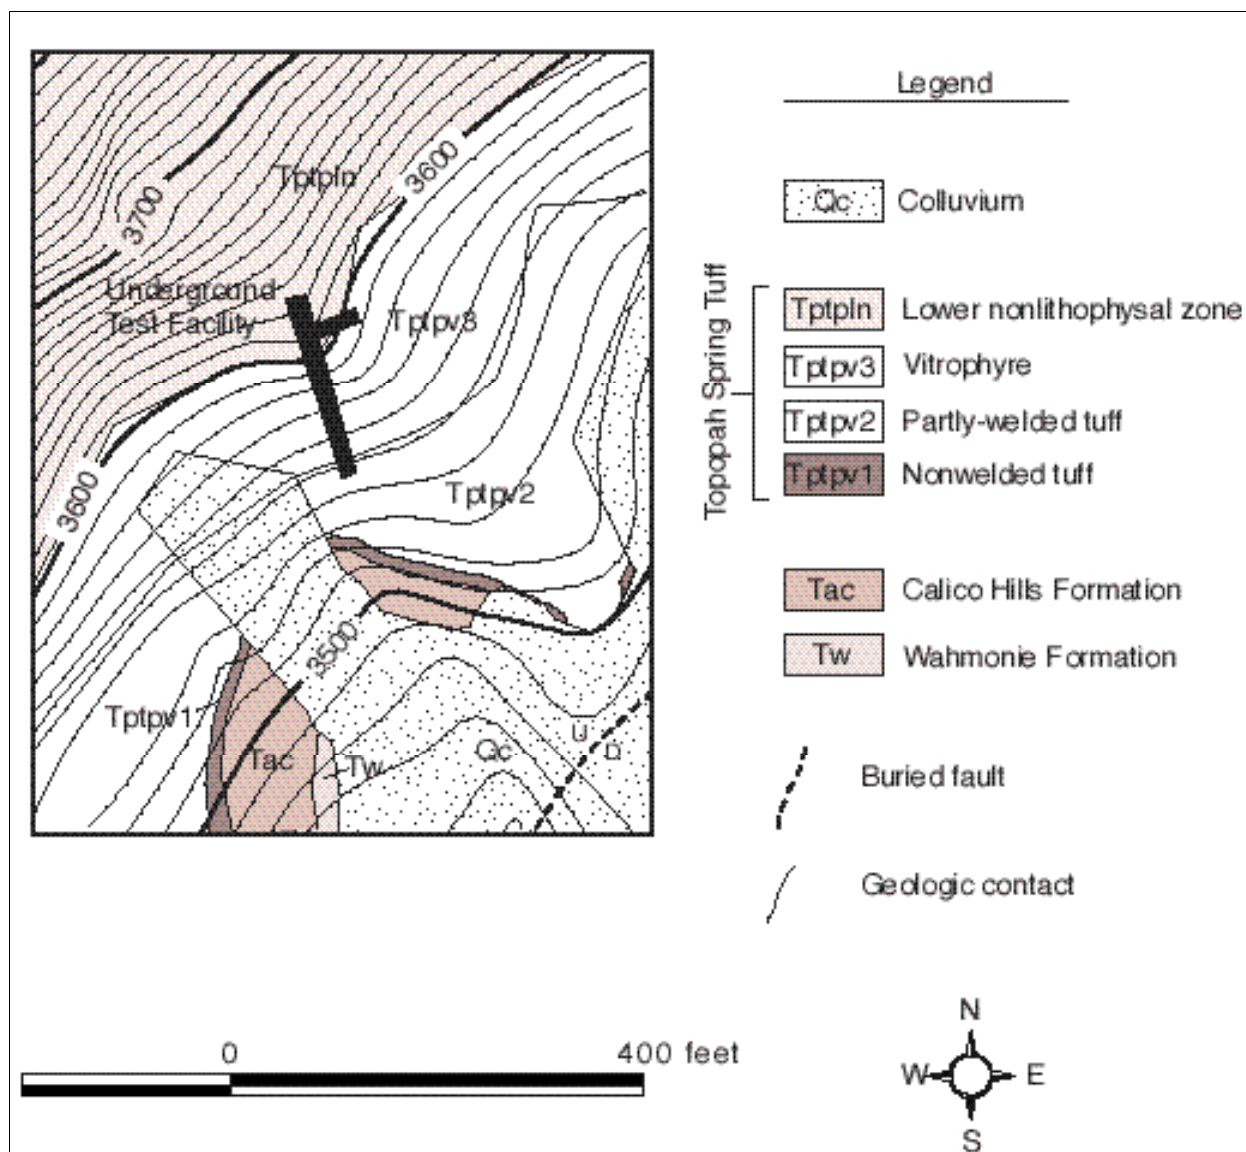 Legend
3600
Tptpln
3700
Qc Colluvium
Underground
Test Facility
Tptpv3
Topopah Spring Tuff
Tptpln Lower nonlithophysal zone
Tptpv3 Vitrophyre
Tptpv2 Partly-welded tuff
Tptpv1 Nonwelded tuff
3600
Tptpv2
Tac Calico Hills Formation
Tw Wahmonie Formation
3500
Tptpv1
U
D
Tac
Tw
Qc
Buried fault
Geologic contact
0 400 feet
N
W E
S